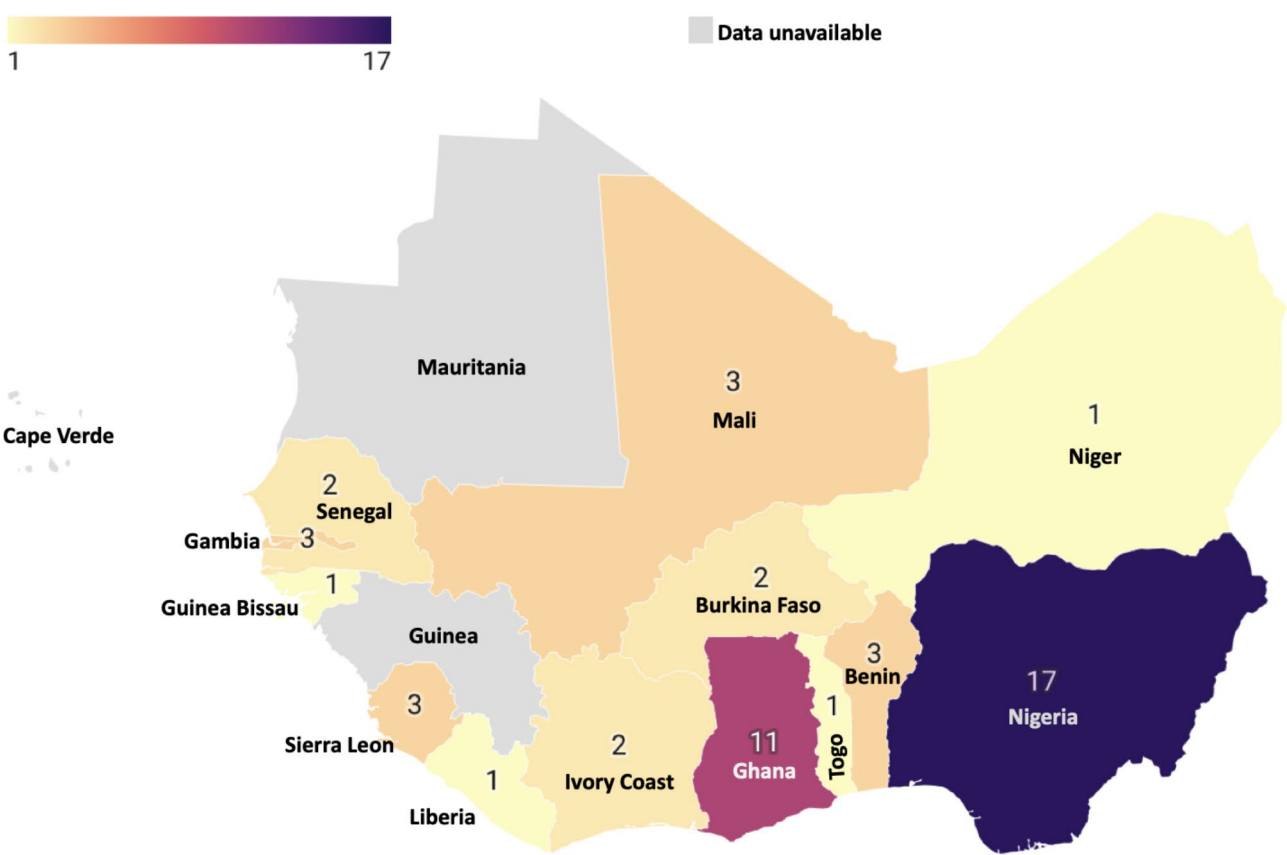 Data unavailable
1 17
Mauritania
3
Mali
1
Niger
Cape Verde
2
Senegal
Gambia 3
1
Guinea Bissau
2
Burkina Faso
Guinea
3
Benin
3
Sierra Leon
1
Togo
17
Nigeria
2
Ivory Coast
11
Ghana
1
Liberia